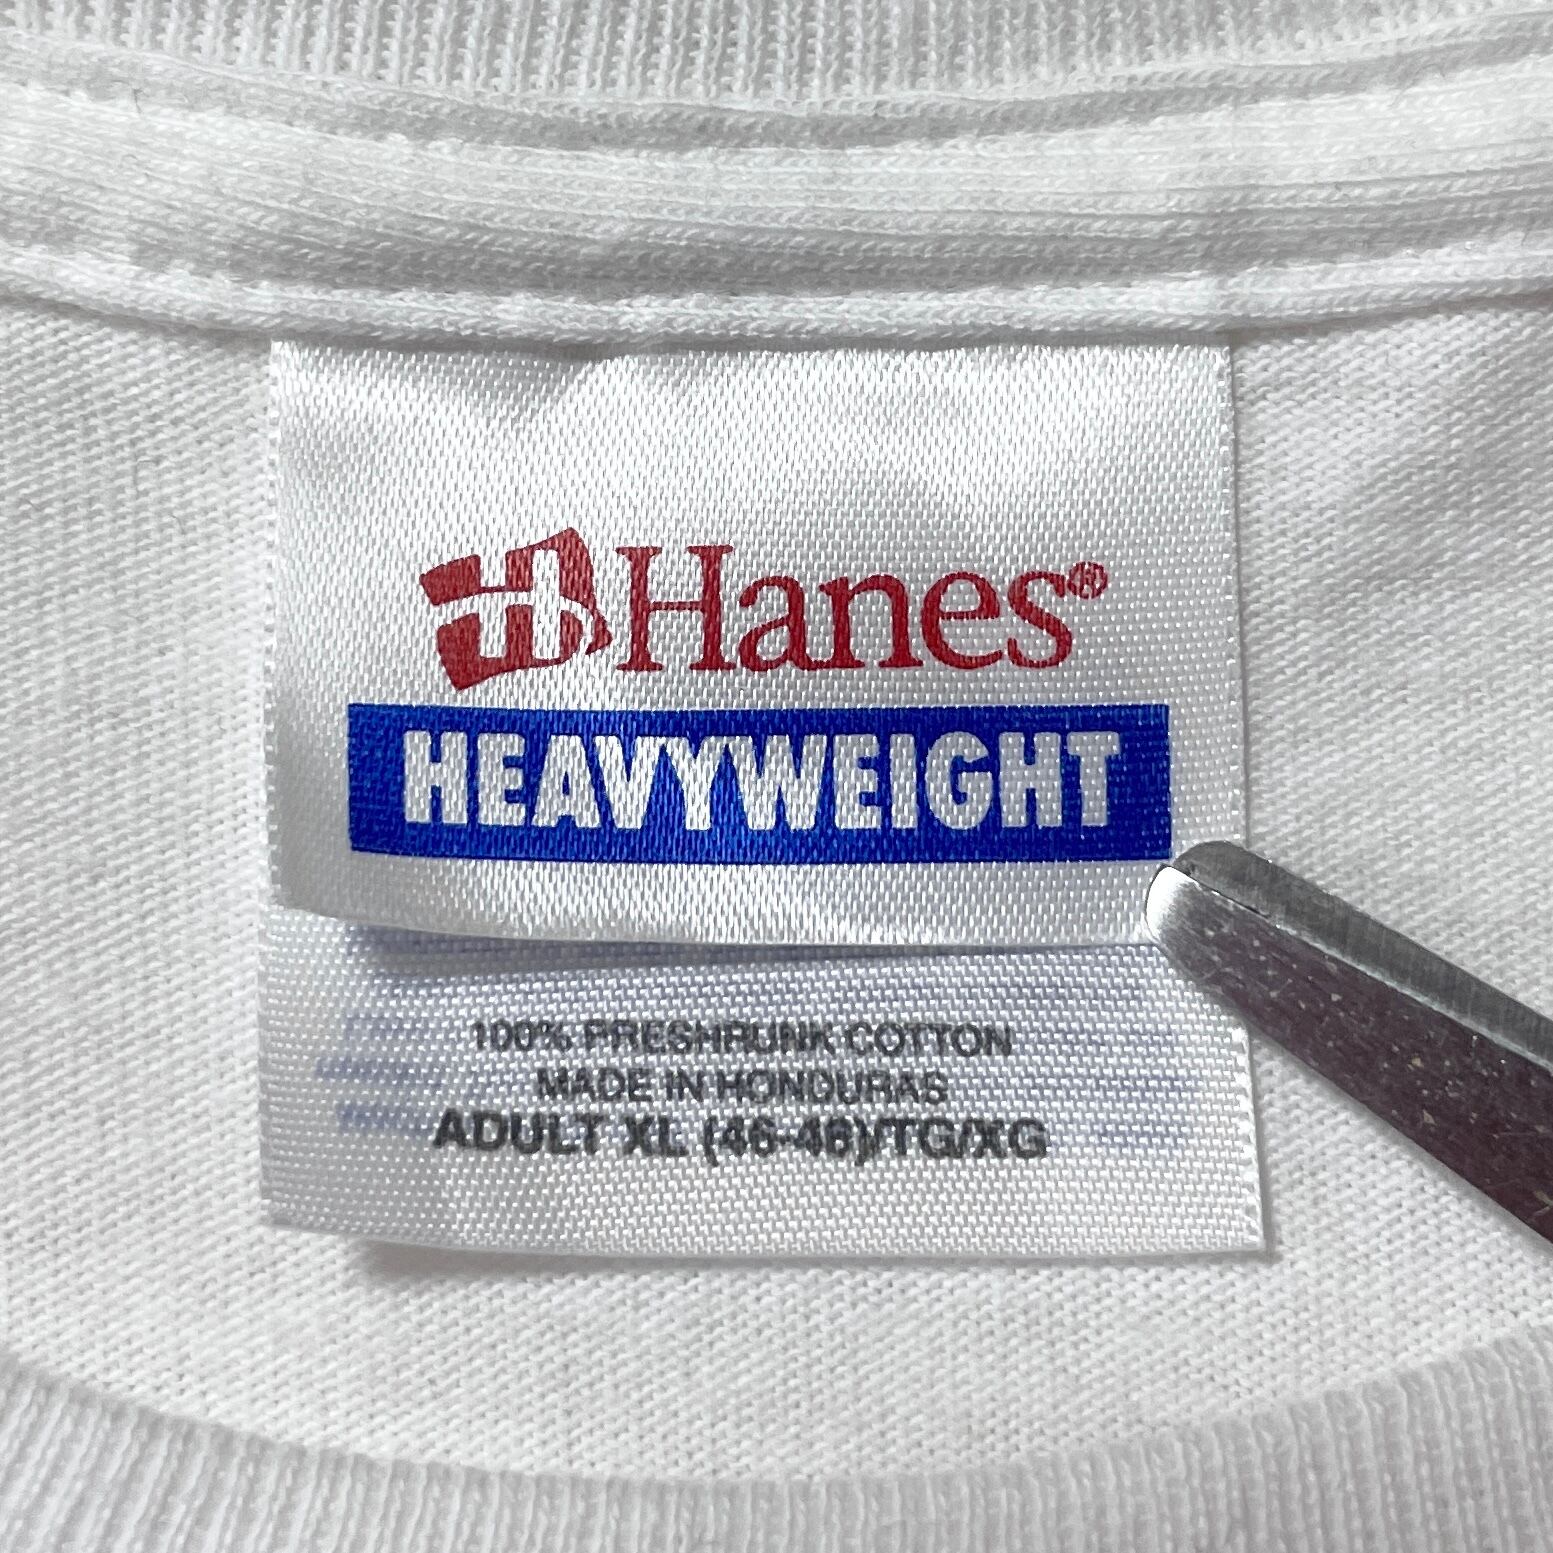 H Hanes®
HEAVYWEIGHT
100% PRESHRUNK COTTON
MADE IN HONDURAS
ADULT XL (46-48)/TG/XG